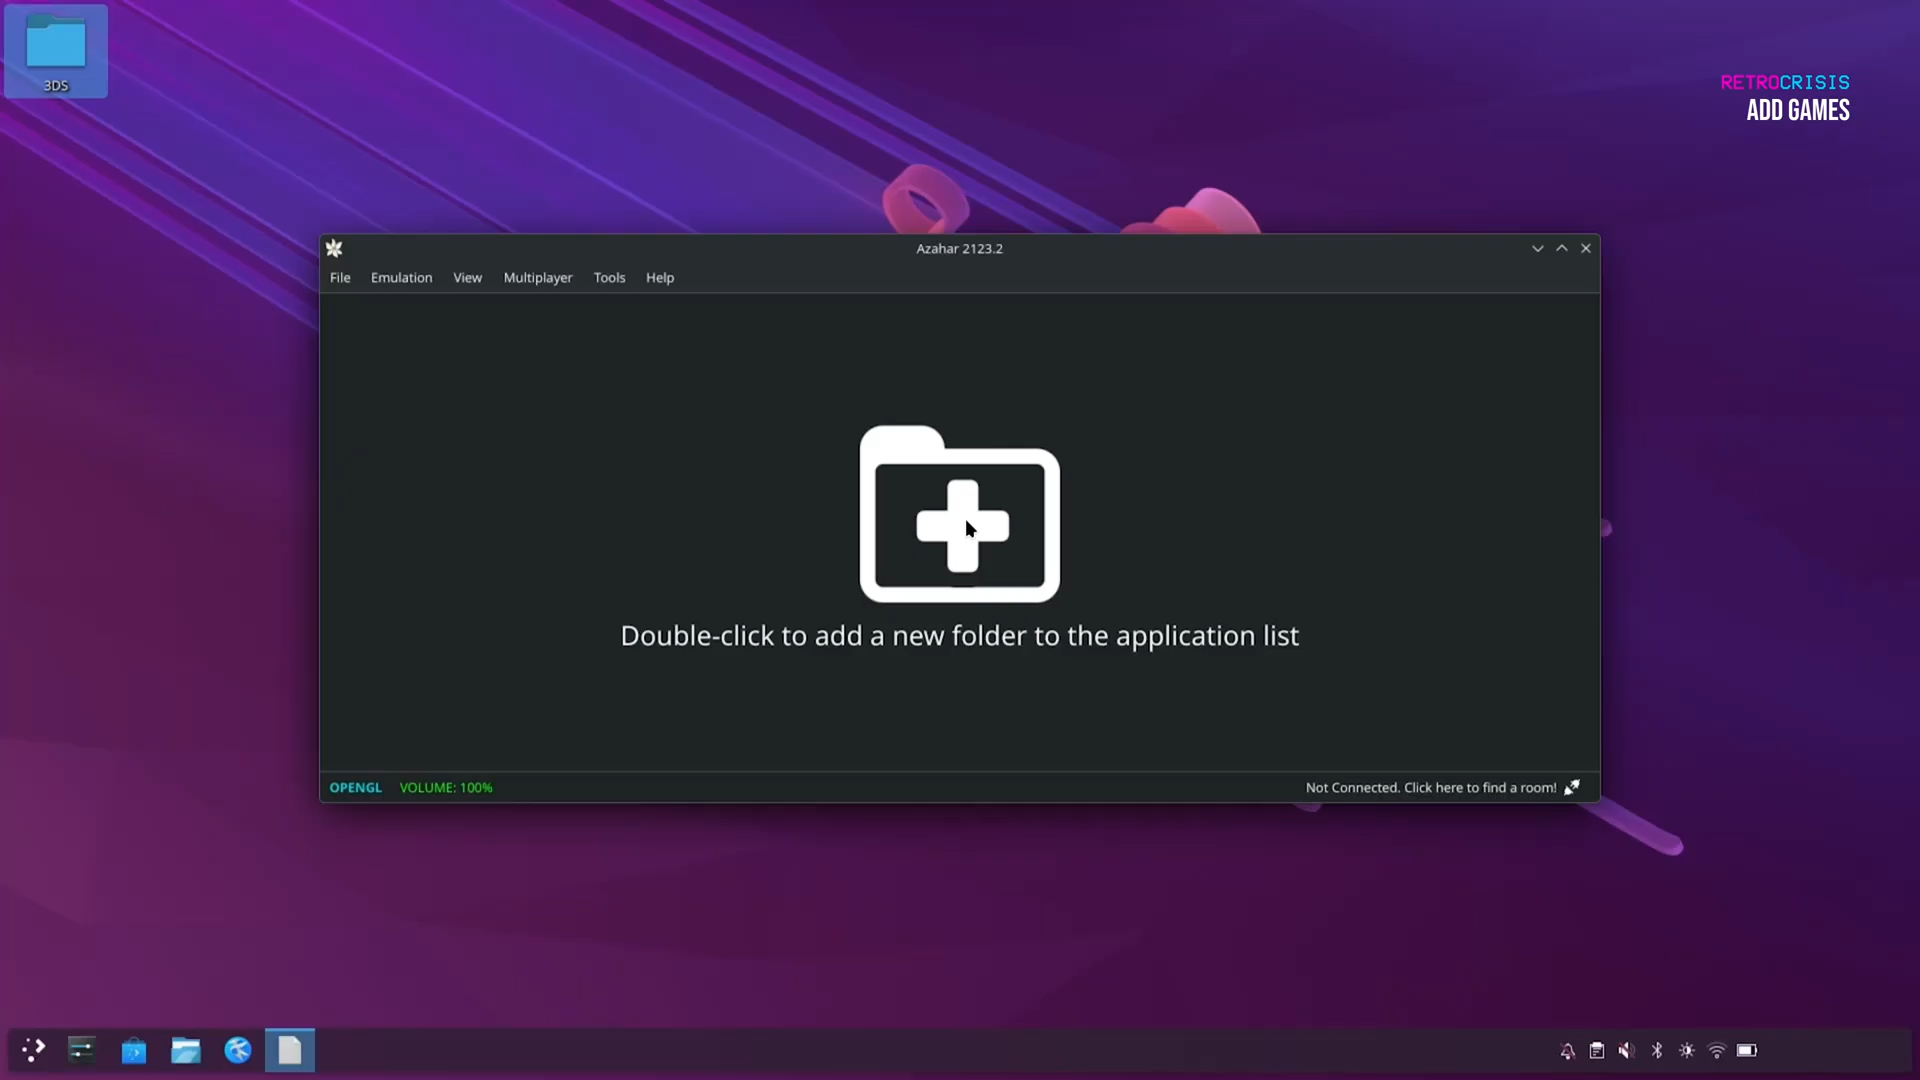 3DS
RETROCRISIS
ADD GAMES
Azahar 2123.2
File Emulation View Multiplayer Tools Help
Double-click to add a new folder to the application list
OPENGL VOLUME: 100% Not Connected. Click here to find a room!